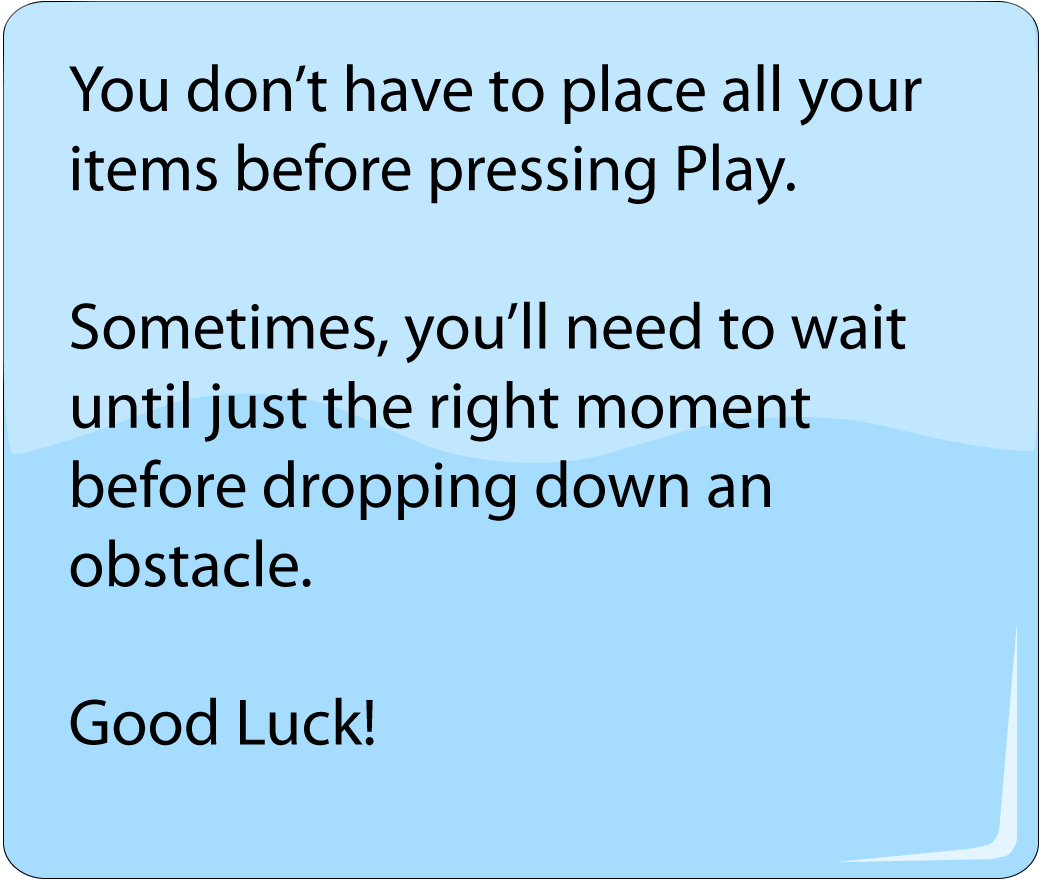 You don’t have to place all your
items before pressing Play.
Sometimes, you’ll need to wait
until just the right moment
before dropping down an
obstacle.
Good Luck!